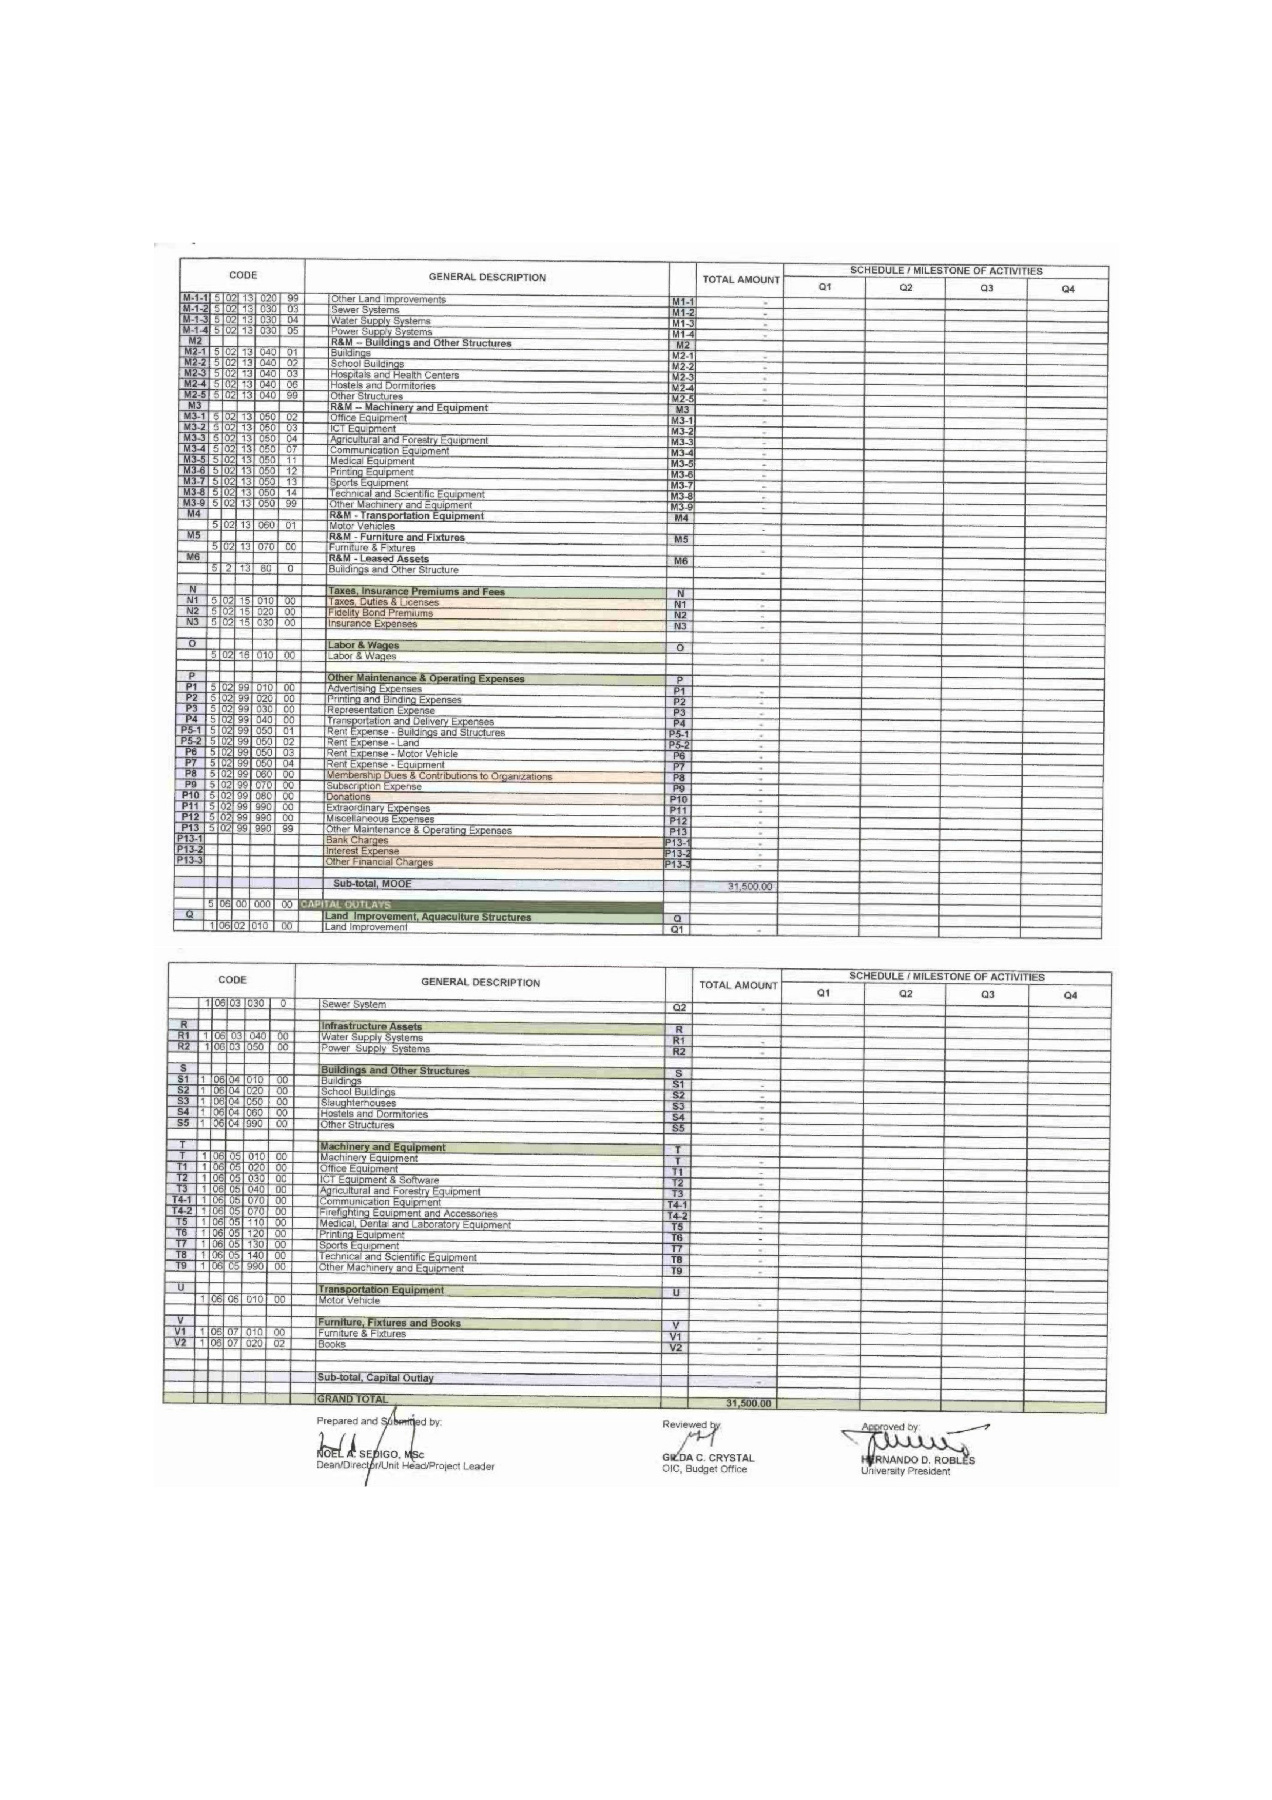 CODE GENERAL DESCRIPTION TOTAL AMOUNT SCHEDULE / MILESTONE OF ACTIVITIES
Q1 Q2 Q3 Q4
M-1-1 5 02 13 020 99 Other Land Improvements M1-1 -
M-1-2 5 02 13 030 03 Sewer Systems M1-2 -
M-1-3 5 02 13 030 04 Water Supply Systems M1-3 -
M-1-4 5 02 13 030 05 Power Supply Systems M1-4 -
M2 R&M -- Buildings and Other Structures M2
M2-1 5 02 13 040 01 Buildings M2-1 -
M2-2 5 02 13 040 02 School Buildings M2-2 -
M2-3 5 02 13 040 03 Hospitals and Health Centers M2-3 -
M2-4 5 02 13 040 06 Hostels and Dormitories M2-4 -
M2-5 5 02 13 040 99 Other Structures M2-5 -
M3 R&M -- Machinery and Equipment M3
M3-1 5 02 13 050 02 Office Equipment M3-1 -
M3-2 5 02 13 050 03 ICT Equipment M3-2 -
M3-3 5 02 13 050 04 Agricultural and Forestry Equipment M3-3 -
M3-4 5 02 13 050 07 Communication Equipment M3-4 -
M3-5 5 02 13 050 11 Medical Equipment M3-5 -
M3-6 5 02 13 050 12 Printing Equipment M3-6 -
M3-7 5 02 13 050 13 Sports Equipment M3-7 -
M3-8 5 02 13 050 14 Technical and Scientific Equipment M3-8 -
M3-9 5 02 13 050 99 Other Machinery and Equipment M3-9 -
M4 R&M - Transportation Equipment M4
5 02 13 060 01 Motor Vehicles -
M5 R&M - Furniture and Fixtures M5
5 02 13 070 00 Furniture & Fixtures -
M6 R&M - Leased Assets M6
5 2 13 80 0 Buildings and Other Structure -
N Taxes, Insurance Premiums and Fees N
N1 5 02 15 010 00 Taxes, Duties & Licenses N1 -
N2 5 02 15 020 00 Fidelity Bond Premiums N2 -
N3 5 02 15 030 00 Insurance Expenses N3 -
O Labor & Wages O
5 02 16 010 00 Labor & Wages -
P Other Maintenance & Operating Expenses P
P1 5 02 99 010 00 Advertising Expenses P1 -
P2 5 02 99 020 00 Printing and Binding Expenses P2 -
P3 5 02 99 030 00 Representation Expense P3 -
P4 5 02 99 040 00 Transportation and Delivery Expenses P4 -
P5-1 5 02 99 050 01 Rent Expense - Buildings and Structures P5-1 -
P5-2 5 02 99 050 02 Rent Expense - Land P5-2 -
P6 5 02 99 050 03 Rent Expense - Motor Vehicle P6 -
P7 5 02 99 050 04 Rent Expense - Equipment P7 -
P8 5 02 99 060 00 Membership Dues & Contributions to Organizations P8 -
P9 5 02 99 070 00 Subscription Expense P9 -
P10 5 02 99 080 00 Donations P10 -
P11 5 02 99 990 00 Extraordinary Expenses P11 -
P12 5 02 99 990 00 Miscellaneous Expenses P12 -
P13 5 02 99 990 99 Other Maintenance & Operating Expenses P13 -
P13-1 Bank Charges P13-1 -
P13-2 Interest Expense P13-2 -
P13-3 Other Financial Charges P13-3 -
Sub-total, MOOE 31,500.00
5 06 00 000 00 CAPITAL OUTLAYS
Q Land Improvement, Aquaculture Structures Q
1 06 02 010 00 Land Improvement Q1 -
CODE GENERAL DESCRIPTION TOTAL AMOUNT SCHEDULE / MILESTONE OF ACTIVITIES
Q1 Q2 Q3 Q4
1 06 03 030 0 Sewer System Q2 -
R Infrastructure Assets R
R1 1 06 03 040 00 Water Supply Systems R1 -
R2 1 06 03 050 00 Power Supply Systems R2 -
S Buildings and Other Structures S
S1 1 06 04 010 00 Buildings S1 -
S2 1 06 04 020 00 School Buildings S2 -
S3 1 06 04 050 00 Slaughterhouses S3 -
S4 1 06 04 060 00 Hostels and Dormitories S4 -
S5 1 06 04 990 00 Other Structures S5 -
T Machinery and Equipment T
T 1 06 05 010 00 Machinery Equipment T -
T1 1 06 05 020 00 Office Equipment T1 -
T2 1 06 05 030 00 ICT Equipment & Software T2 -
T3 1 06 05 040 00 Agricultural and Forestry Equipment T3 -
T4-1 1 06 05 070 00 Communication Equipment T4-1 -
T4-2 1 06 05 070 00 Firefighting Equipment and Accessories T4-2 -
T5 1 06 05 110 00 Medical, Dental and Laboratory Equipment T5 -
T6 1 06 05 120 00 Printing Equipment T6 -
T7 1 06 05 130 00 Sports Equipment T7 -
T8 1 06 05 140 00 Technical and Scientific Equipment T8 -
T9 1 06 05 990 00 Other Machinery and Equipment T9 -
U Transportation Equipment U
1 06 06 010 00 Motor Vehicle -
V Furniture, Fixtures and Books V
V1 1 06 07 010 00 Furniture & Fixtures V1 -
V2 1 06 07 020 02 Books V2 -
Sub-total, Capital Outlay -
GRAND TOTAL 31,500.00
Prepared and Submitted by: Reviewed by: Approved by:
NOEL A. SEDIGO, MSc GILDA C. CRYSTAL HERNANDO D. ROBLES
Dean/Director/Unit Head/Project Leader OIC, Budget Office University President